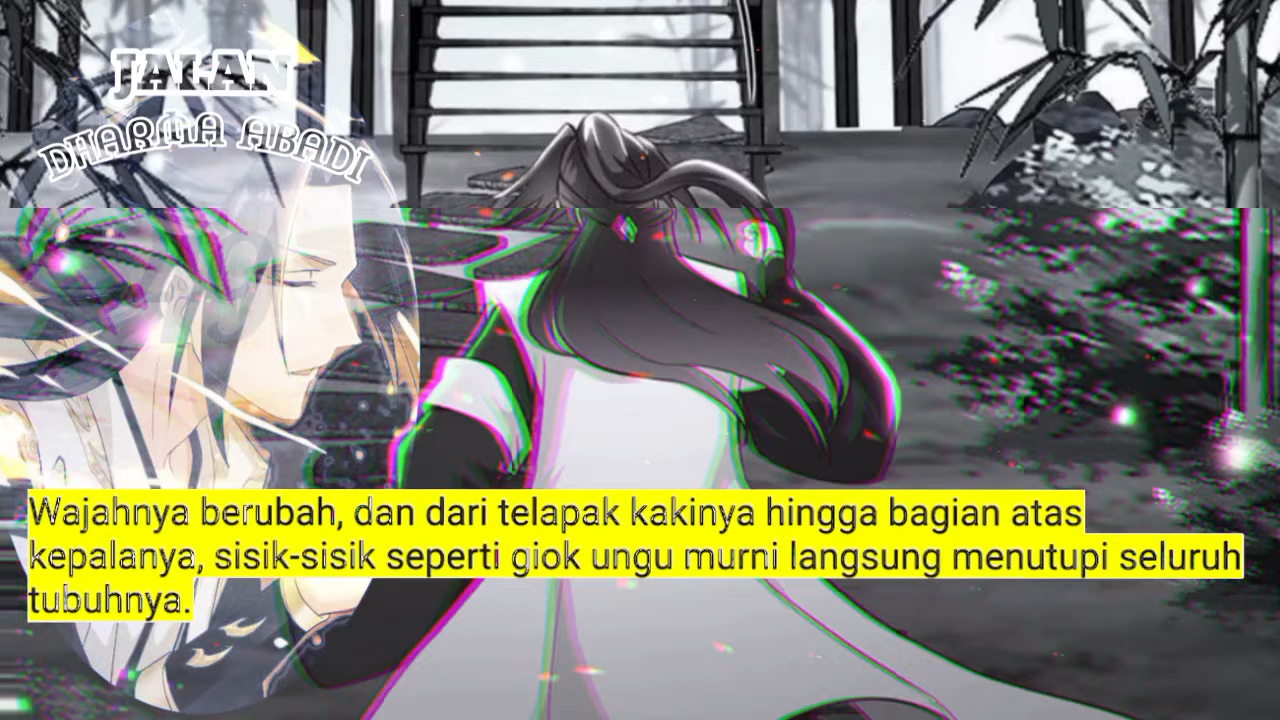 JALAN
DHARMA ABADI
Wajahnya berubah, dan dari telapak kakinya hingga bagian atas
kepalanya, sisik-sisik seperti giok ungu murni langsung menutupi seluruh
tubuhnya.